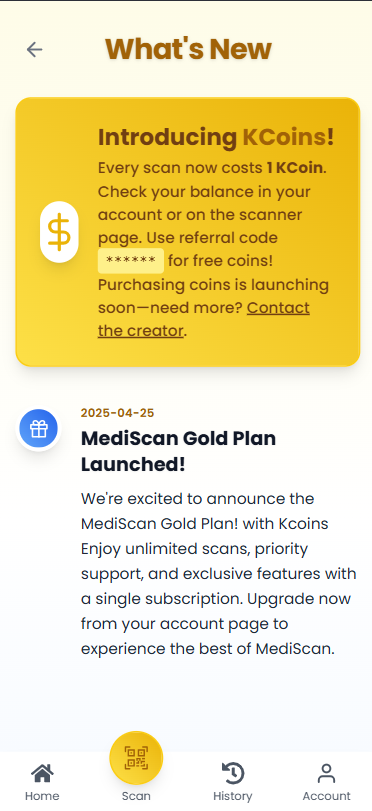 What's New
Introducing KCoins!
Every scan now costs 1 KCoin.
Check your balance in your
account or on the scanner
page. Use referral code
****** for free coins!
Purchasing coins is launching
soon—need more? Contact
the creator.
2025-04-25
MediScan Gold Plan
Launched!
We're excited to announce the
MediScan Gold Plan! with Kcoins
Enjoy unlimited scans, priority
support, and exclusive features with
a single subscription. Upgrade now
from your account page to
experience the best of MediScan.
Home
Scan
History
Account